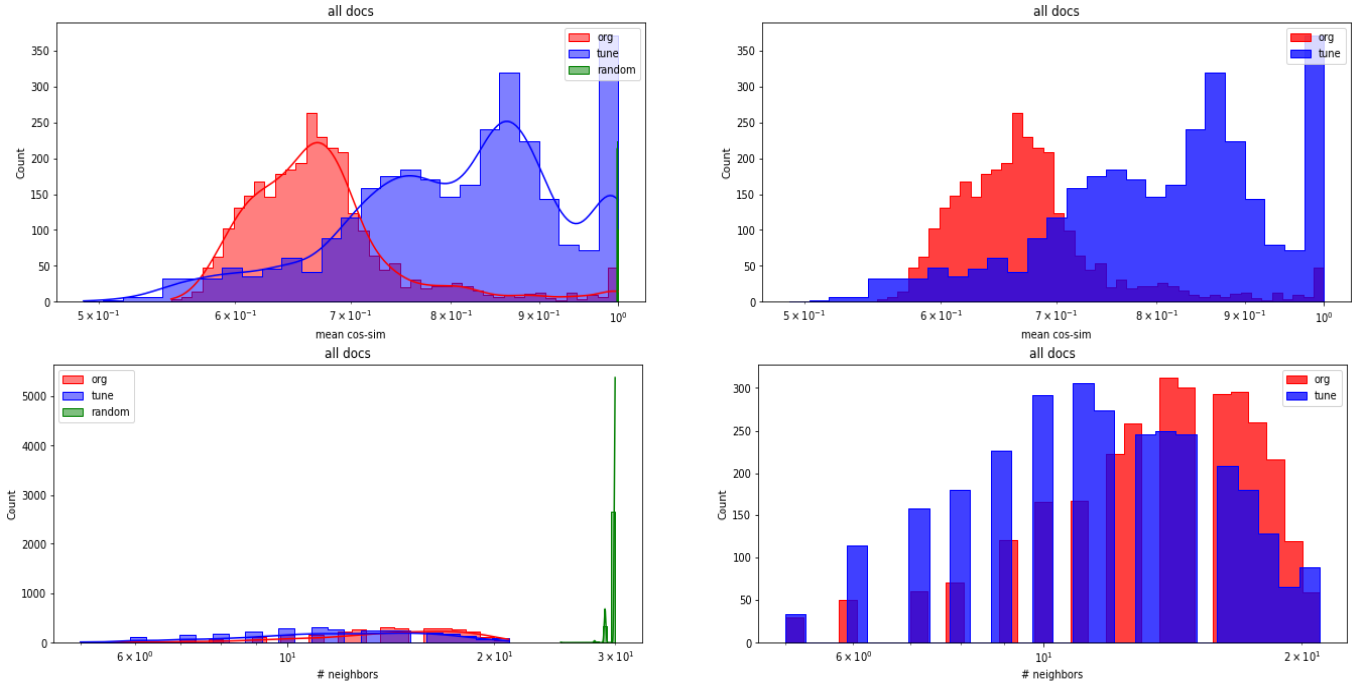 all docs
Count
350
300
250
200
150
100
50
0
org
tune
random
5 × 10⁻¹ 6 × 10⁻¹ 7 × 10⁻¹ 8 × 10⁻¹ 9 × 10⁻¹ 10⁰
mean cos-sim
all docs
Count
350
300
250
200
150
100
50
0
org
tune
5 × 10⁻¹ 6 × 10⁻¹ 7 × 10⁻¹ 8 × 10⁻¹ 9 × 10⁻¹ 10⁰
mean cos-sim
all docs
Count
5000
4000
3000
2000
1000
0
org
tune
random
6 × 10⁰ 10¹ 2 × 10¹ 3 × 10¹
# neighbors
all docs
Count
300
250
200
150
100
50
0
org
tune
6 × 10⁰ 10¹ 2 × 10¹
# neighbors